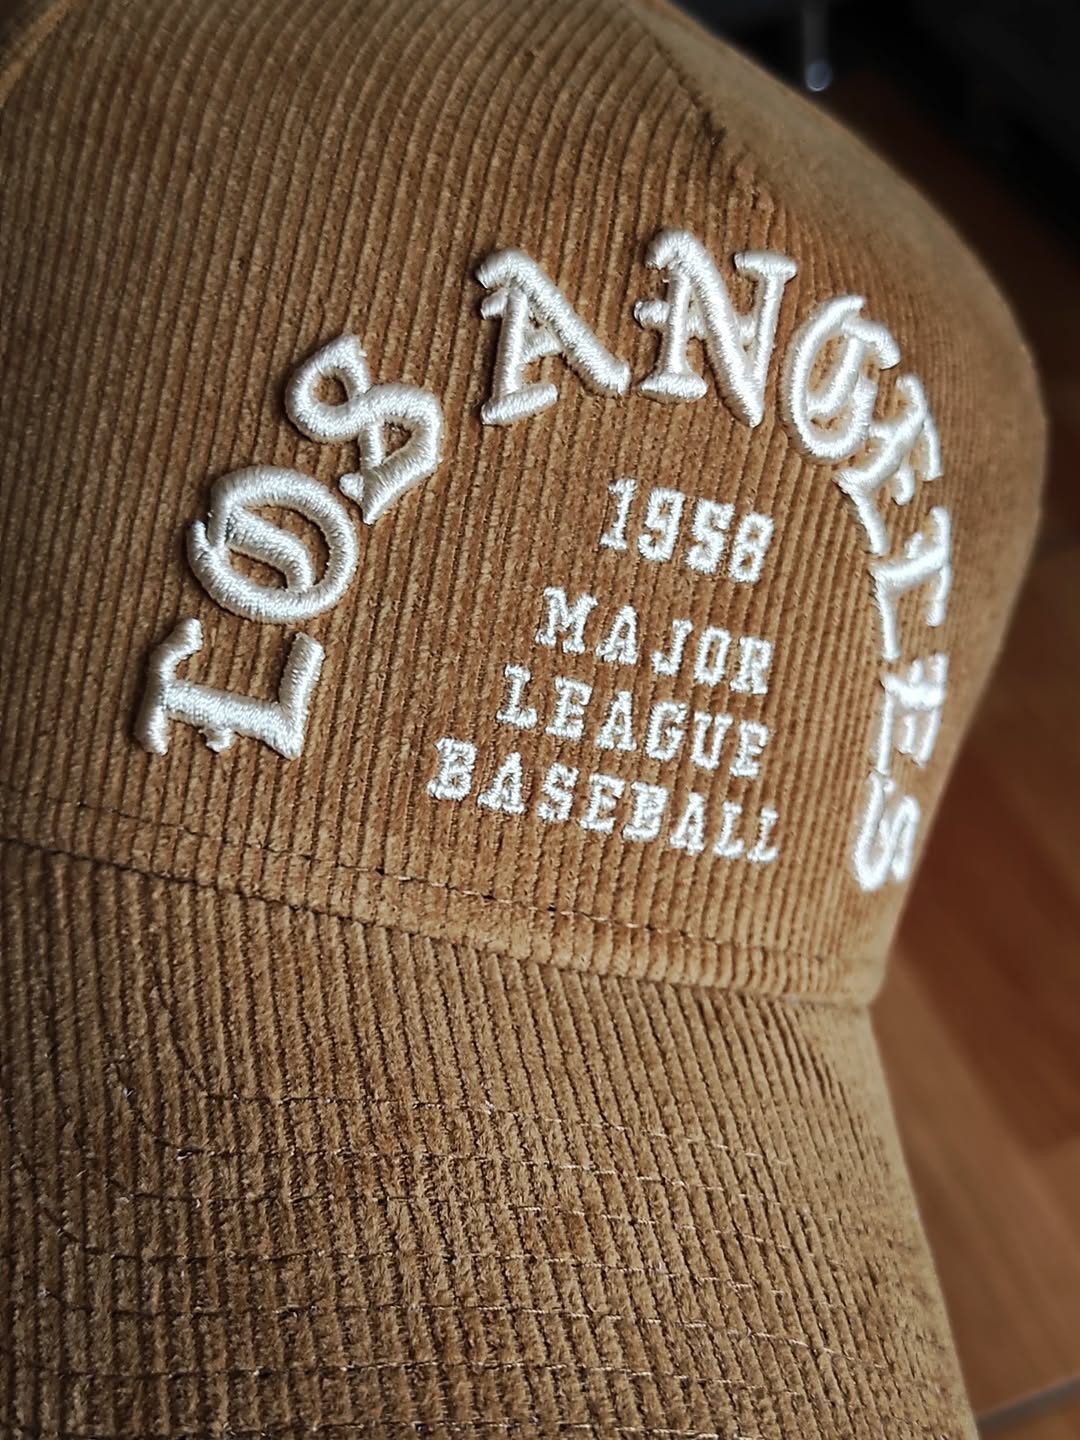 LOS ANGELES
1958
MAJOR
LEAGUE
BASEBALL